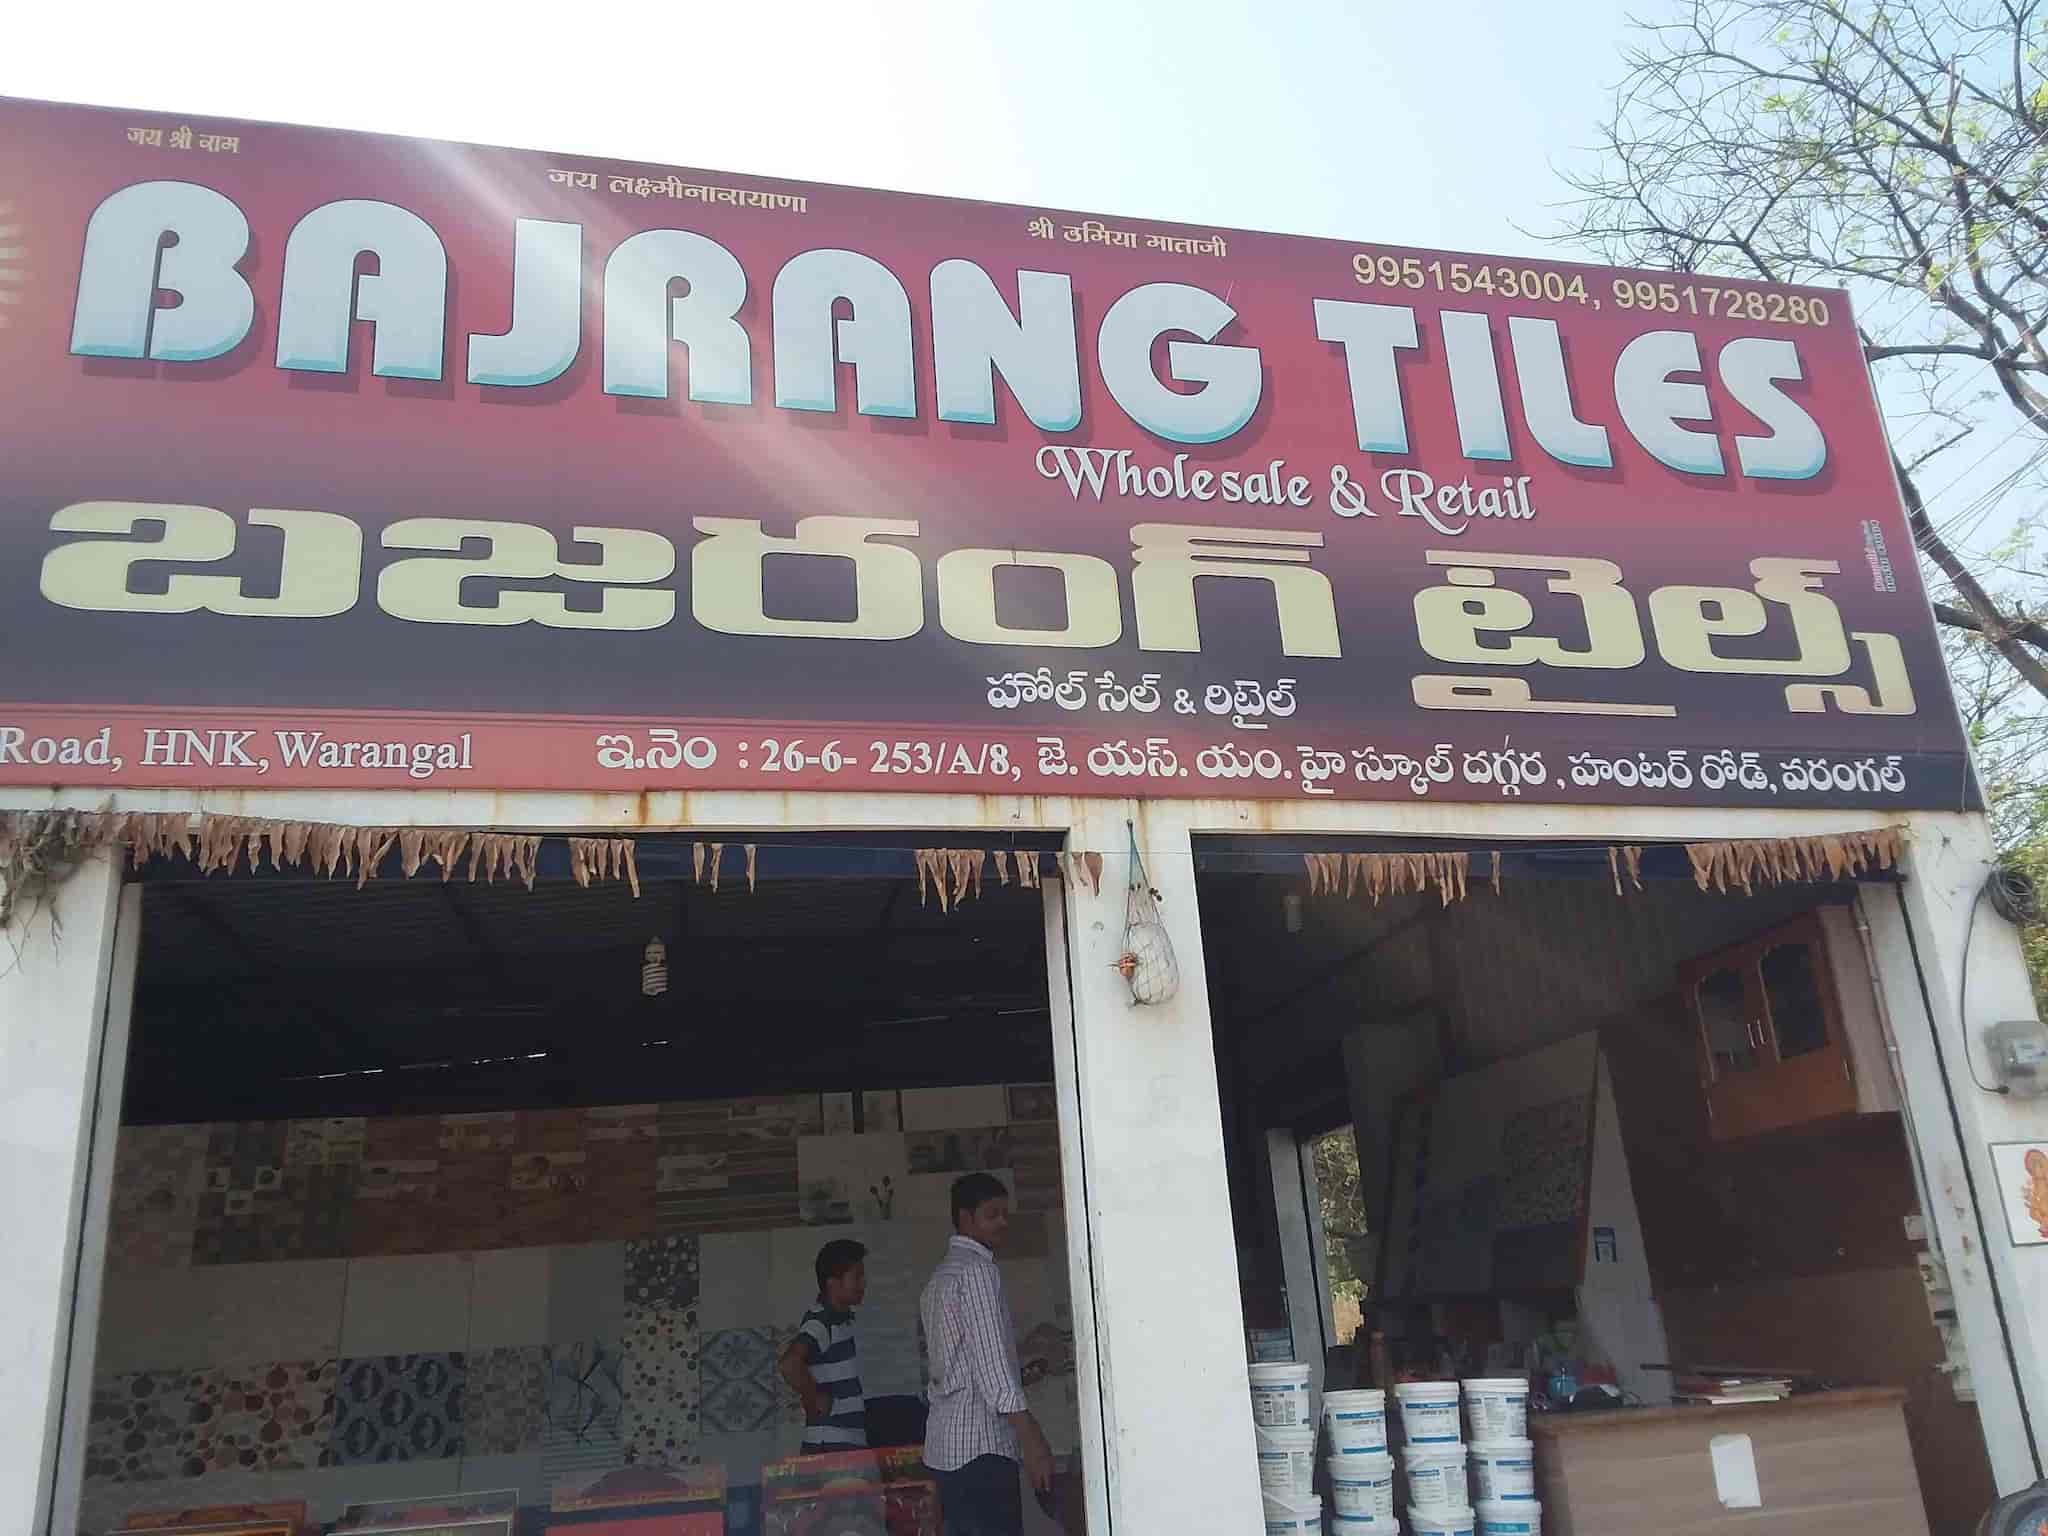 जय श्री राम
जय लक्ष्मीनारायणा
श्री उमिया माताजी
9951543004, 9951728280
BAJRANG TILES
Wholesale & Retail
బజరంగ్ టైల్స్
హోల్ సేల్ & రిటైల్
Road, HNK, Warangal
ఇ.నెం : 26-6- 253/A/8, జె. యస్. యం. హై స్కూల్ దగ్గర, హంటర్ రోడ్, వరంగల్